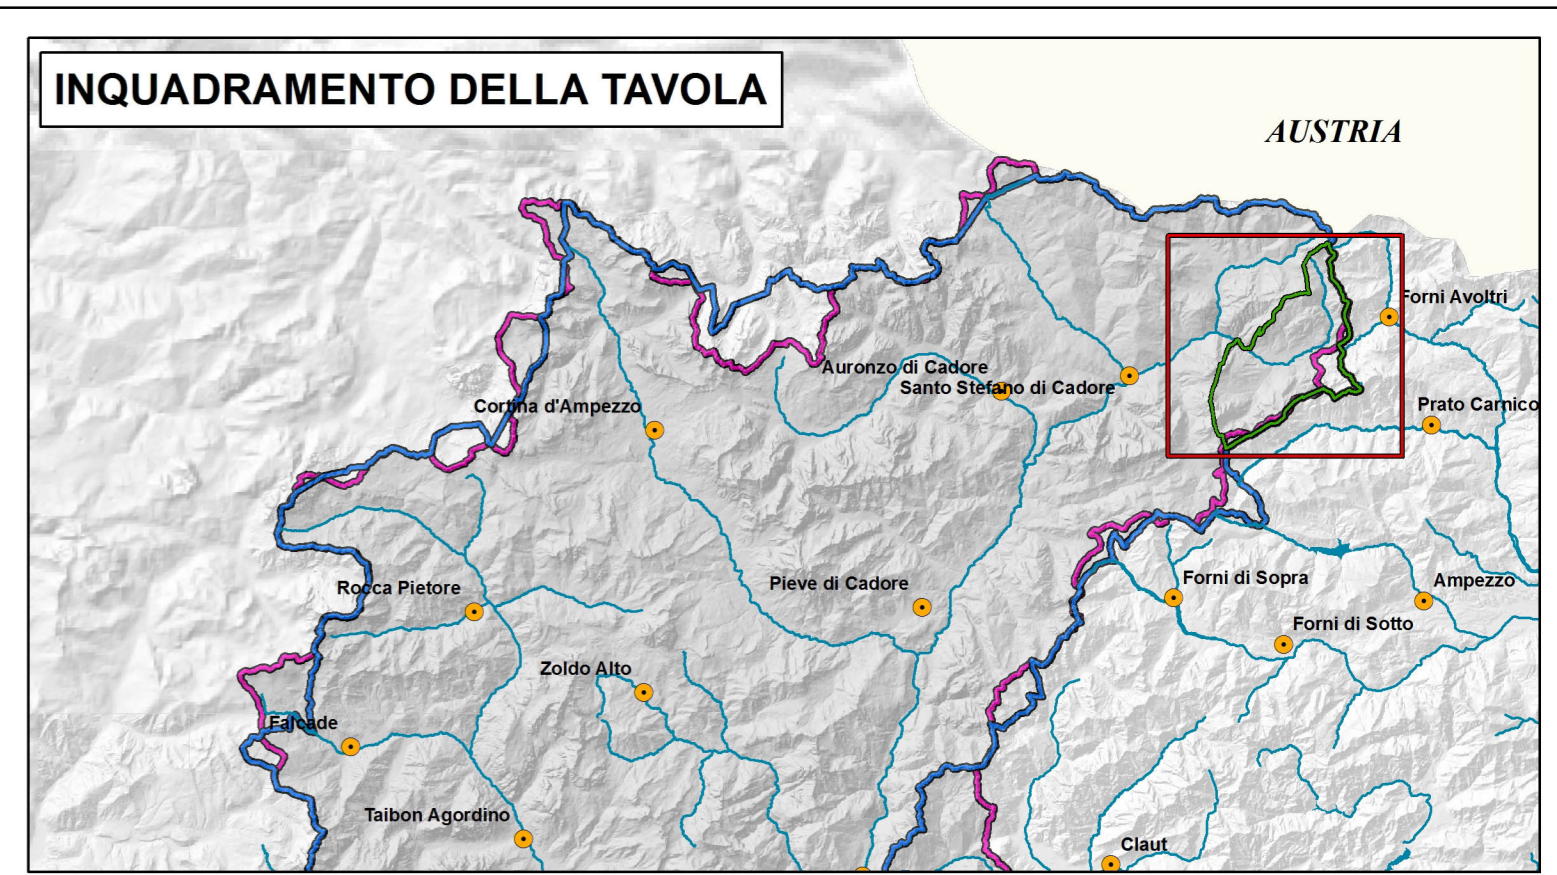 INQUADRAMENTO DELLA TAVOLA
AUSTRIA
Forni Avoltri
Auronzo di Cadore
Santo Stefano di Cadore
Cortina d'Ampezzo
Prato Carnico
Rocca Pietore
Pieve di Cadore
Forni di Sopra
Ampezzo
Forni di Sotto
Zoldo Alto
Falcade
Taibon Agordino
Claut